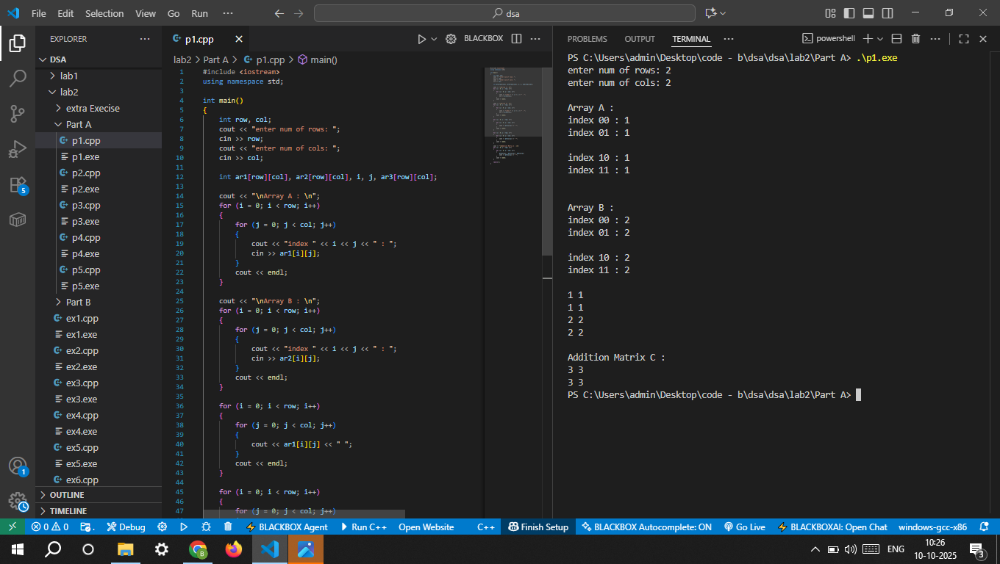 File Edit Selection View Go Run ··· dsa
EXPLORER ···
DSA
lab1
lab2
extra Execise
Part A
p1.cpp
p1.exe
p2.cpp
p2.exe
p3.cpp
p3.exe
p4.cpp
p4.exe
p5.cpp
p5.exe
Part B
ex1.cpp
ex1.exe
ex2.cpp
ex2.exe
ex3.cpp
ex3.exe
ex4.cpp
ex4.exe
ex5.cpp
ex5.exe
ex6.cpp
OUTLINE
TIMELINE
5
1
p1.cpp BLACKBOX ···
lab2 > Part A > p1.cpp > main()
1 #include <iostream>
2 using namespace std;
3
4 int main()
5 {
6 int row, col;
7 cout << "enter num of rows: ";
8 cin >> row;
9 cout << "enter num of cols: ";
10 cin >> col;
11
12 int ar1[row][col], ar2[row][col], i, j, ar3[row][col];
13
14 cout << "\nArray A : \n";
15 for (i = 0; i < row; i++)
16 {
17 for (j = 0; j < col; j++)
18 {
19 cout << "index " << i << j << " : ";
20 cin >> ar1[i][j];
21 }
22 cout << endl;
23 }
24
25 cout << "\nArray B : \n";
26 for (i = 0; i < row; i++)
27 {
28 for (j = 0; j < col; j++)
29 {
30 cout << "index " << i << j << " : ";
31 cin >> ar2[i][j];
32 }
33 cout << endl;
34 }
35
36 for (i = 0; i < row; i++)
37 {
38 for (j = 0; j < col; j++)
39 {
40 cout << ar1[i][j] << " ";
41 }
42 cout << endl;
43 }
44
45 for (i = 0; i < row; i++)
46 {
47 for (j = 0; j < col; j++)
PROBLEMS OUTPUT TERMINAL ··· powershell ···
PS C:\Users\admin\Desktop\code - b\dsa\dsa\lab2\Part A> .\p1.exe
enter num of rows: 2
enter num of cols: 2
Array A :
index 00 : 1
index 01 : 1
index 10 : 1
index 11 : 1
Array B :
index 00 : 2
index 01 : 2
index 10 : 2
index 11 : 2
1 1
1 1
2 2
2 2
Addition Matrix C :
3 3
3 3
PS C:\Users\admin\Desktop\code - b\dsa\dsa\lab2\Part A>
0 0 Debug BLACKBOX Agent Run C++ Open Website C++ Finish Setup BLACKBOX Autocomplete: ON Go Live BLACKBOXAI: Open Chat windows-gcc-x86
B ENG
10:26
10-10-2025
3